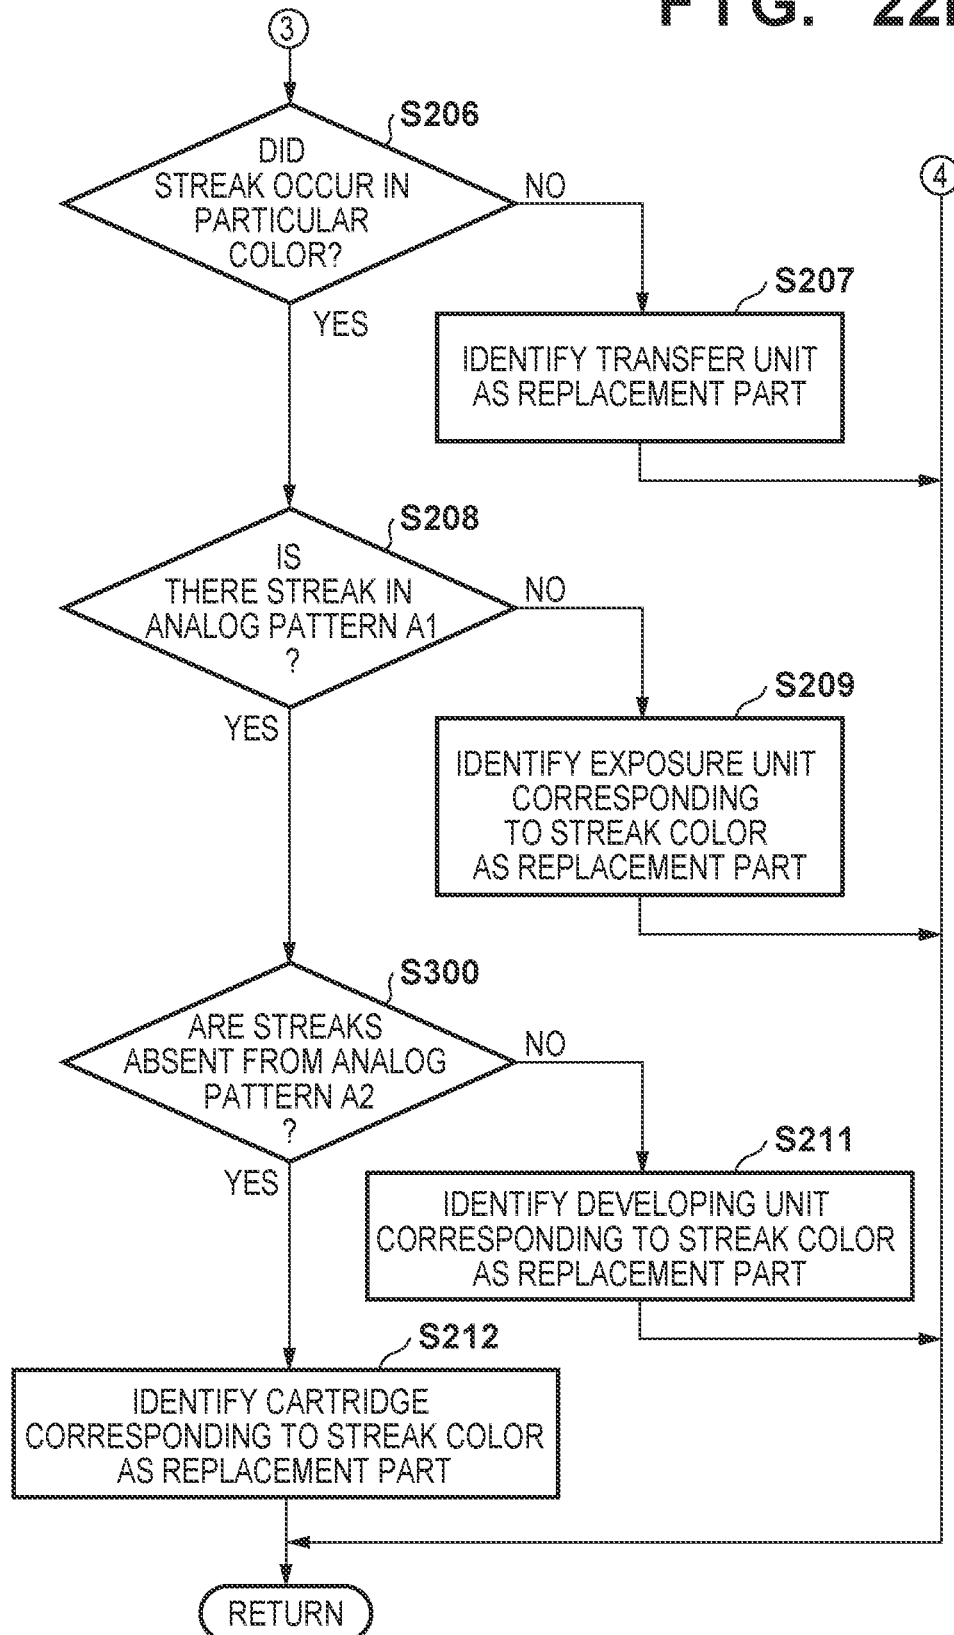 FIG. 22
3
S206
DID
STREAK OCCUR IN
PARTICULAR
COLOR?
NO
4
YES
S207
IDENTIFY TRANSFER UNIT
AS REPLACEMENT PART
S208
IS
THERE STREAK IN
ANALOG PATTERN A1
?
NO
YES
S209
IDENTIFY EXPOSURE UNIT
CORRESPONDING
TO STREAK COLOR
AS REPLACEMENT PART
S300
ARE STREAKS
ABSENT FROM ANALOG
PATTERN A2
?
NO
YES
S211
IDENTIFY DEVELOPING UNIT
CORRESPONDING TO STREAK COLOR
AS REPLACEMENT PART
S212
IDENTIFY CARTRIDGE
CORRESPONDING TO STREAK COLOR
AS REPLACEMENT PART
RETURN